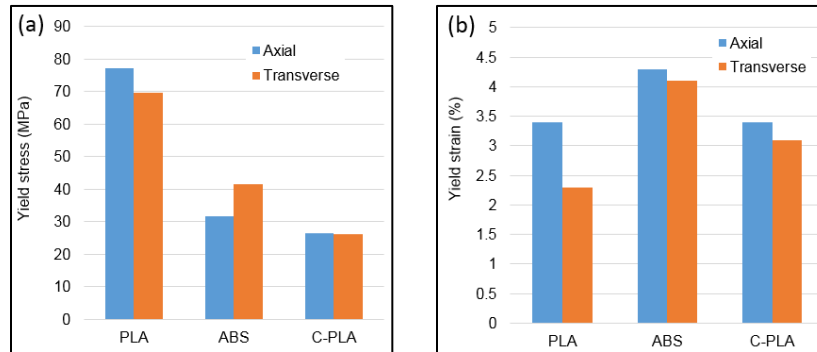 (a)
Yield stress (MPa)
90
80
70
60
50
40
30
20
10
0
Axial
Transverse
PLA ABS C-PLA
(b)
Yield strain (%)
5
4.5
4
3.5
3
2.5
2
1.5
1
0.5
0
Axial
Transverse
PLA ABS C-PLA